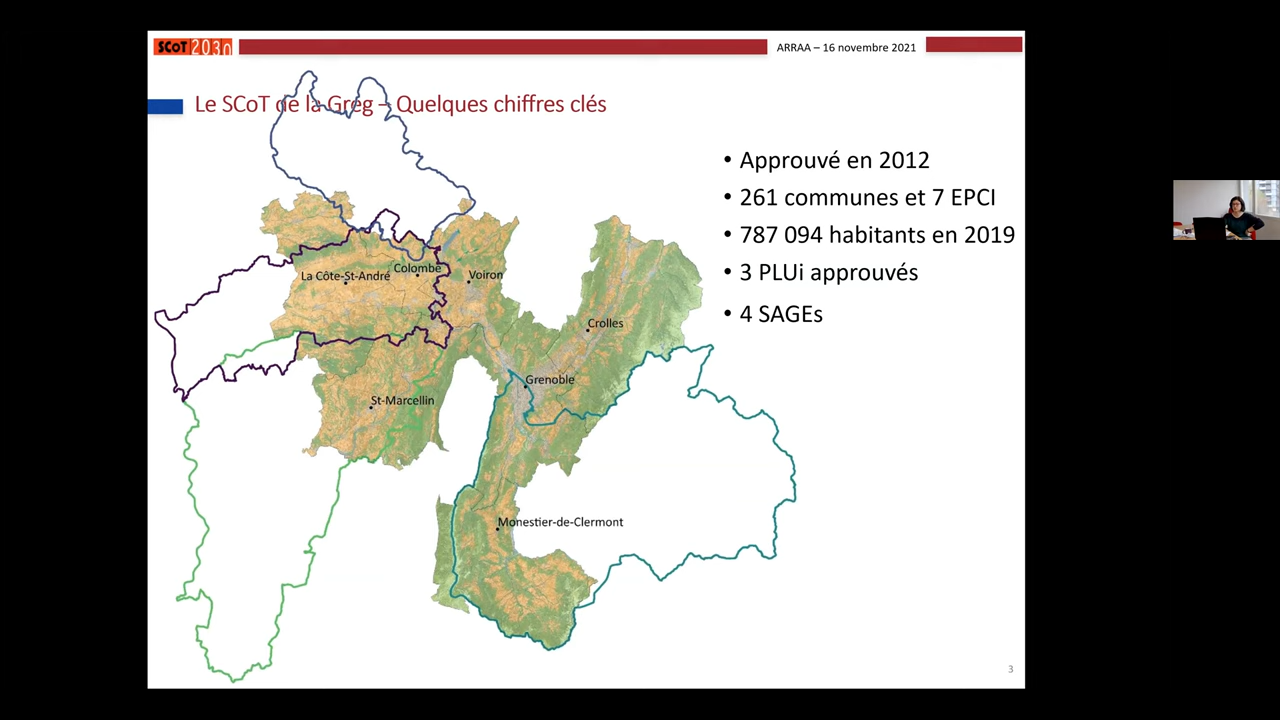 SCoT 2030
ARRAA – 16 novembre 2021
Le SCoT de la Greg – Quelques chiffres clés
• Approuvé en 2012
• 261 communes et 7 EPCI
• 787 094 habitants en 2019
• 3 PLUi approuvés
• 4 SAGEs
La Côte-St-André
Colombe
Voiron
Crolles
Grenoble
St-Marcellin
Monestier-de-Clermont
3